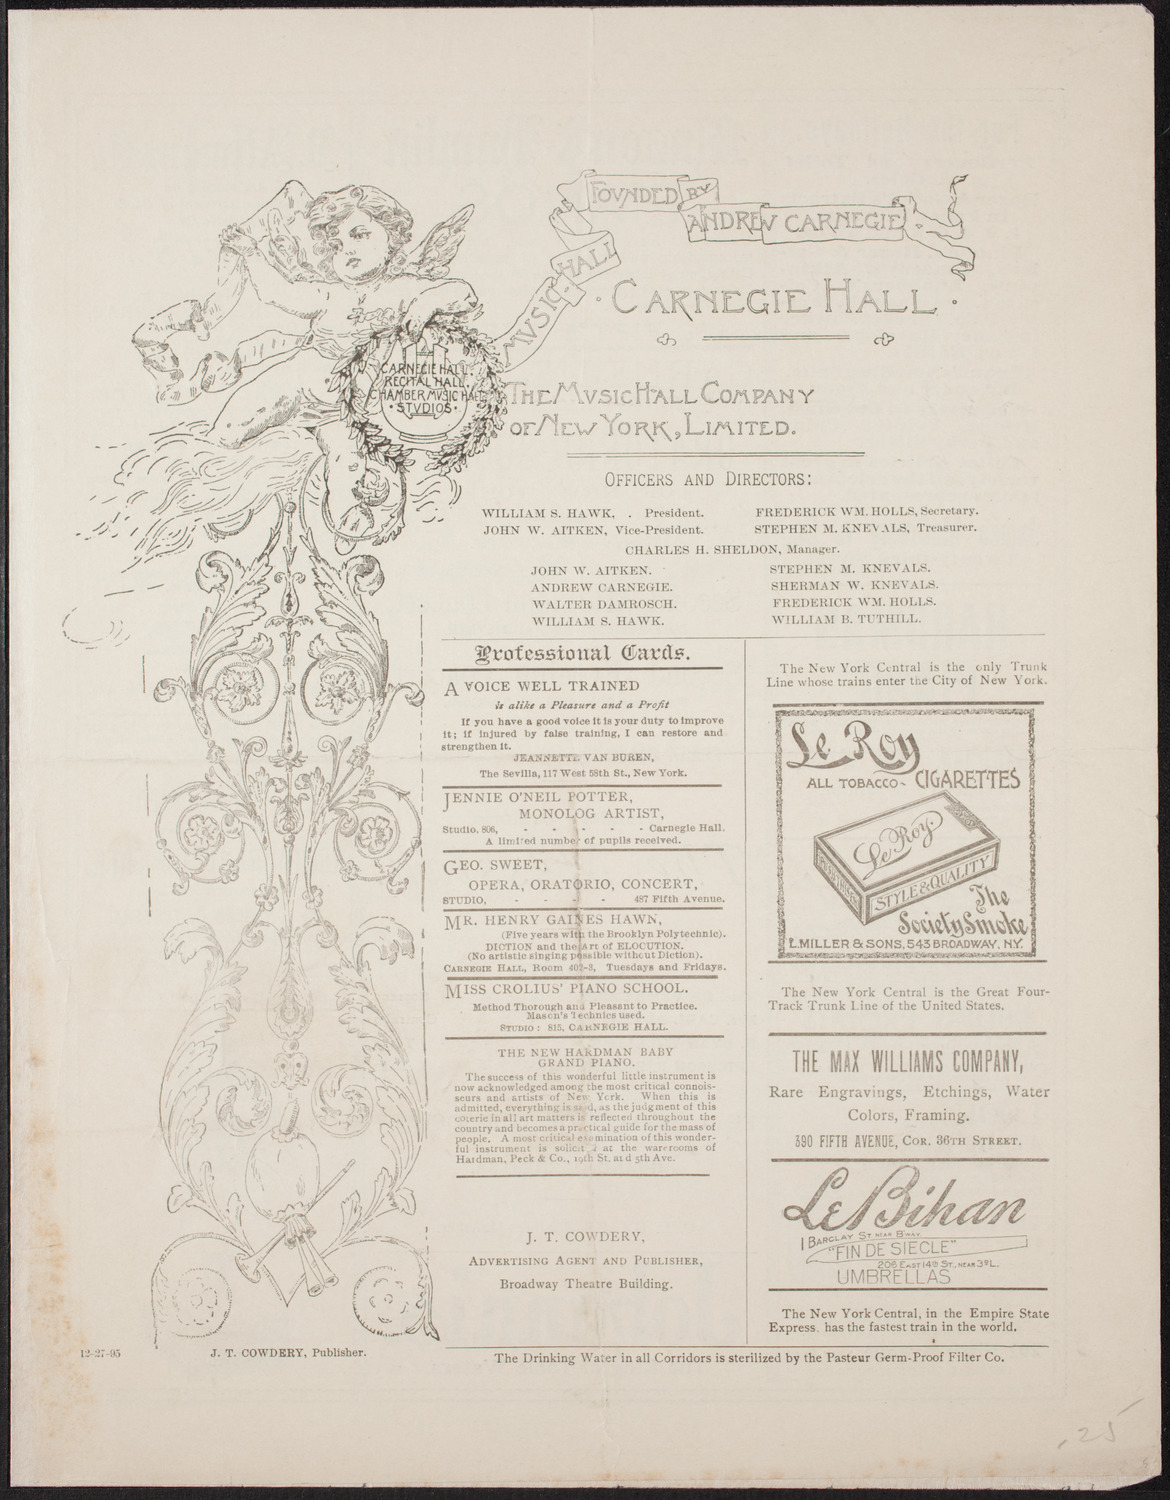 FOUNDED BY
ANDREW CARNEGIE
MUSIC HALL
· CARNEGIE HALL ·
CARNEGIE HALL.
RECITAL HALL.
CHAMBER MUSIC HALL
· STUDIOS ·
THE MUSIC HALL COMPANY
OF NEW YORK, LIMITED.
OFFICERS AND DIRECTORS:
WILLIAM S. HAWK, . President. FREDERICK WM. HOLLS, Secretary.
JOHN W. AITKEN, Vice-President. STEPHEN M. KNEVALS, Treasurer.
CHARLES H. SHELDON, Manager.
JOHN W. AITKEN. STEPHEN M. KNEVALS.
ANDREW CARNEGIE. SHERMAN W. KNEVALS.
WALTER DAMROSCH. FREDERICK WM. HOLLS.
WILLIAM S. HAWK. WILLIAM B. TUTHILL.
Professional Cards.
A VOICE WELL TRAINED
is alike a Pleasure and a Profit
If you have a good voice it is your duty to improve
it; if injured by false training, I can restore and
strengthen it.
JEANNETTE VAN BUREN,
The Sevilla, 117 West 58th St., New York.
JENNIE O'NEIL POTTER,
MONOLOG ARTIST,
Studio, 806, - - - - - Carnegie Hall.
A limited number of pupils received.
GEO. SWEET,
OPERA, ORATORIO, CONCERT,
STUDIO, - - - - 487 Fifth Avenue.
MR. HENRY GAINES HAWN,
(Five years with the Brooklyn Polytechnic).
DICTION and the Art of ELOCUTION.
(No artistic singing possible without Diction).
CARNEGIE HALL, Room 402-3, Tuesdays and Fridays.
MISS CROLIUS' PIANO SCHOOL.
Method Thorough and Pleasant to Practice.
Mason's Technics used.
STUDIO : 815, CARNEGIE HALL.
THE NEW HARDMAN BABY
GRAND PIANO.
The success of this wonderful little instrument is
now acknowledged among the most critical connois-
seurs and artists of New York. When this is
admitted, everything is said, as the judgment of this
coterie in all art matters is reflected throughout the
country and becomes a practical guide for the mass of
people. A most critical examination of this wonder-
ful instrument is solicited at the warerooms of
Hardman, Peck & Co., 19th St. and 5th Ave.
J. T. COWDERY,
ADVERTISING AGENT AND PUBLISHER,
Broadway Theatre Building.
The New York Central is the only Trunk
Line whose trains enter the City of New York.
Le Roy
ALL TOBACCO - CIGARETTES
Le Roy.
STYLE & QUALITY
The
Society Smoke
L. MILLER & SONS, 543 BROADWAY, N.Y.
The New York Central is the Great Four-
Track Trunk Line of the United States.
THE MAX WILLIAMS COMPANY,
Rare Engravings, Etchings, Water
Colors, Framing.
390 FIFTH AVENUE, COR. 36TH STREET.
Le Bihan
1 BARCLAY ST. NEAR BWAY.
"FIN DE SIECLE"
206 EAST 14TH ST., NEAR 3D L.
UMBRELLAS
The New York Central, in the Empire State
Express. has the fastest train in the world.
12-27-95
J. T. COWDERY, Publisher.
The Drinking Water in all Corridors is sterilized by the Pasteur Germ-Proof Filter Co.
.25